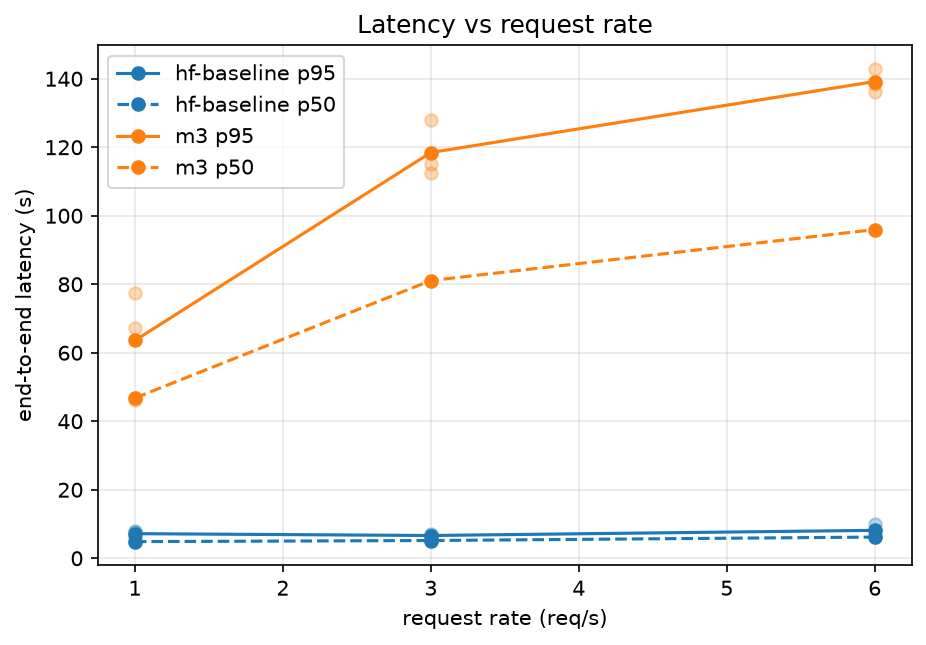 Latency vs request rate
hf-baseline p95
hf-baseline p50
m3 p95
m3 p50
end-to-end latency (s)
140
120
100
80
60
40
20
0
1
2
3
4
5
6
request rate (req/s)